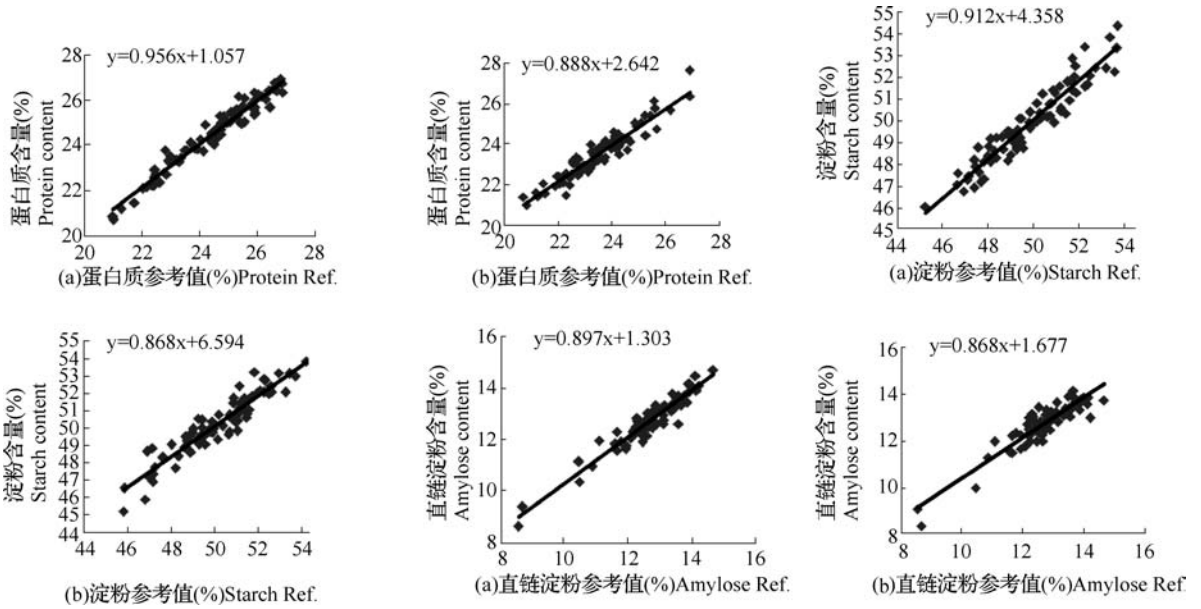 y=0.956x+1.057
28
26
24
22
20
20 22 24 26 28
蛋白质含量(%)
Protein content
(a)蛋白质参考值(%)Protein Ref.
y=0.888x+2.642
28
26
24
22
20
20 22 24 26 28
蛋白质含量(%)
Protein content
(b)蛋白质参考值(%)Protein Ref.
y=0.912x+4.358
55
54
53
52
51
50
49
48
47
46
45
44 46 48 50 52 54
淀粉含量(%)
Starch content
(a)淀粉参考值(%)Starch Ref.
y=0.868x+6.594
55
54
53
52
51
50
49
48
47
46
45
44
44 46 48 50 52 54
淀粉含量(%)
Starch content
(b)淀粉参考值(%)Starch Ref.
y=0.897x+1.303
16
14
12
10
8
8 10 12 14 16
直链淀粉含量(%)
Amylose content
(a)直链淀粉参考值(%)Amylose Ref.
y=0.868x+1.677
16
14
12
10
8
8 10 12 14 16
直链淀粉含量(%)
Amylose content
(b)直链淀粉参考值(%)Amylose Ref.